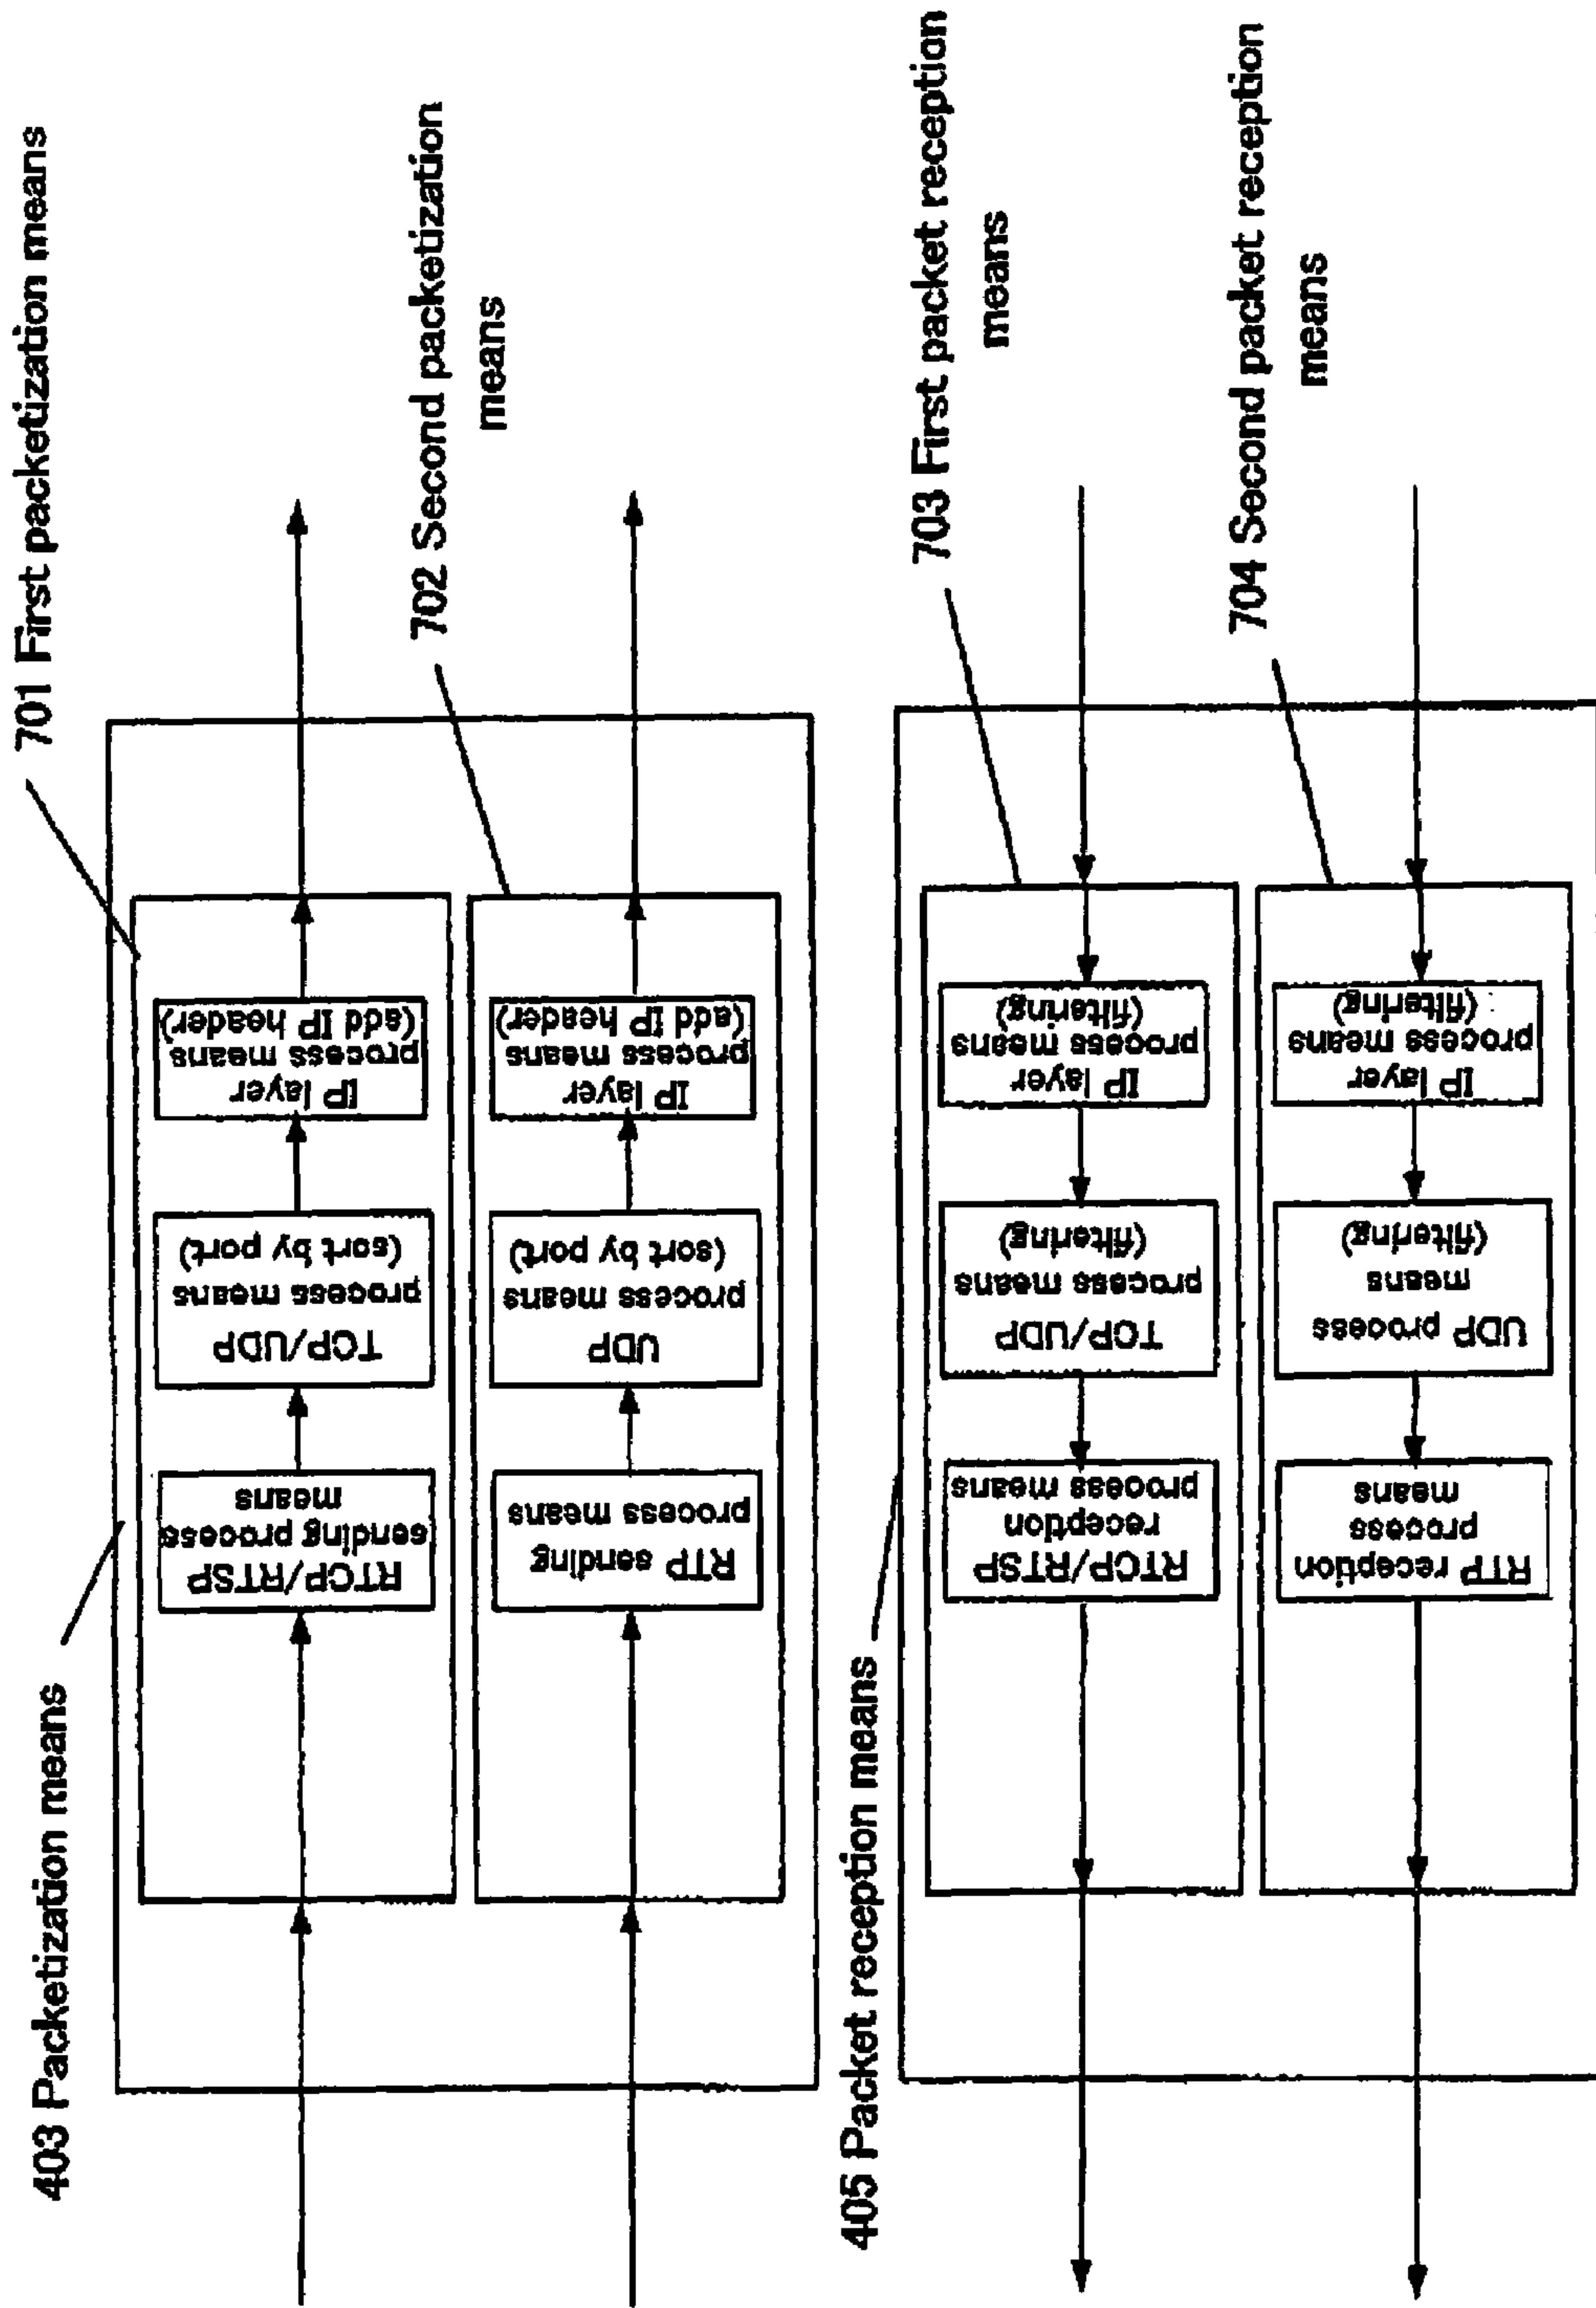 403 Packetization means
701 First packetization means
RTCP/RTSP
sending process
means
TCP/UDP
process means
(sort by port)
IP layer
process means
(add IP header)
702 Second packetization
means
RTP sending
process means
UDP
process means
(sort by port)
IP layer
process means
(add IP header)
405 Packet reception means
703 First packet reception
means
RTCP/RTSP
reception
process means
TCP/UDP
process means
(filtering)
IP layer
process means
(filtering)
704 Second packet reception
means
RTP reception
process
means
UDP process
means
(filtering)
IP layer
process means
(filtering)